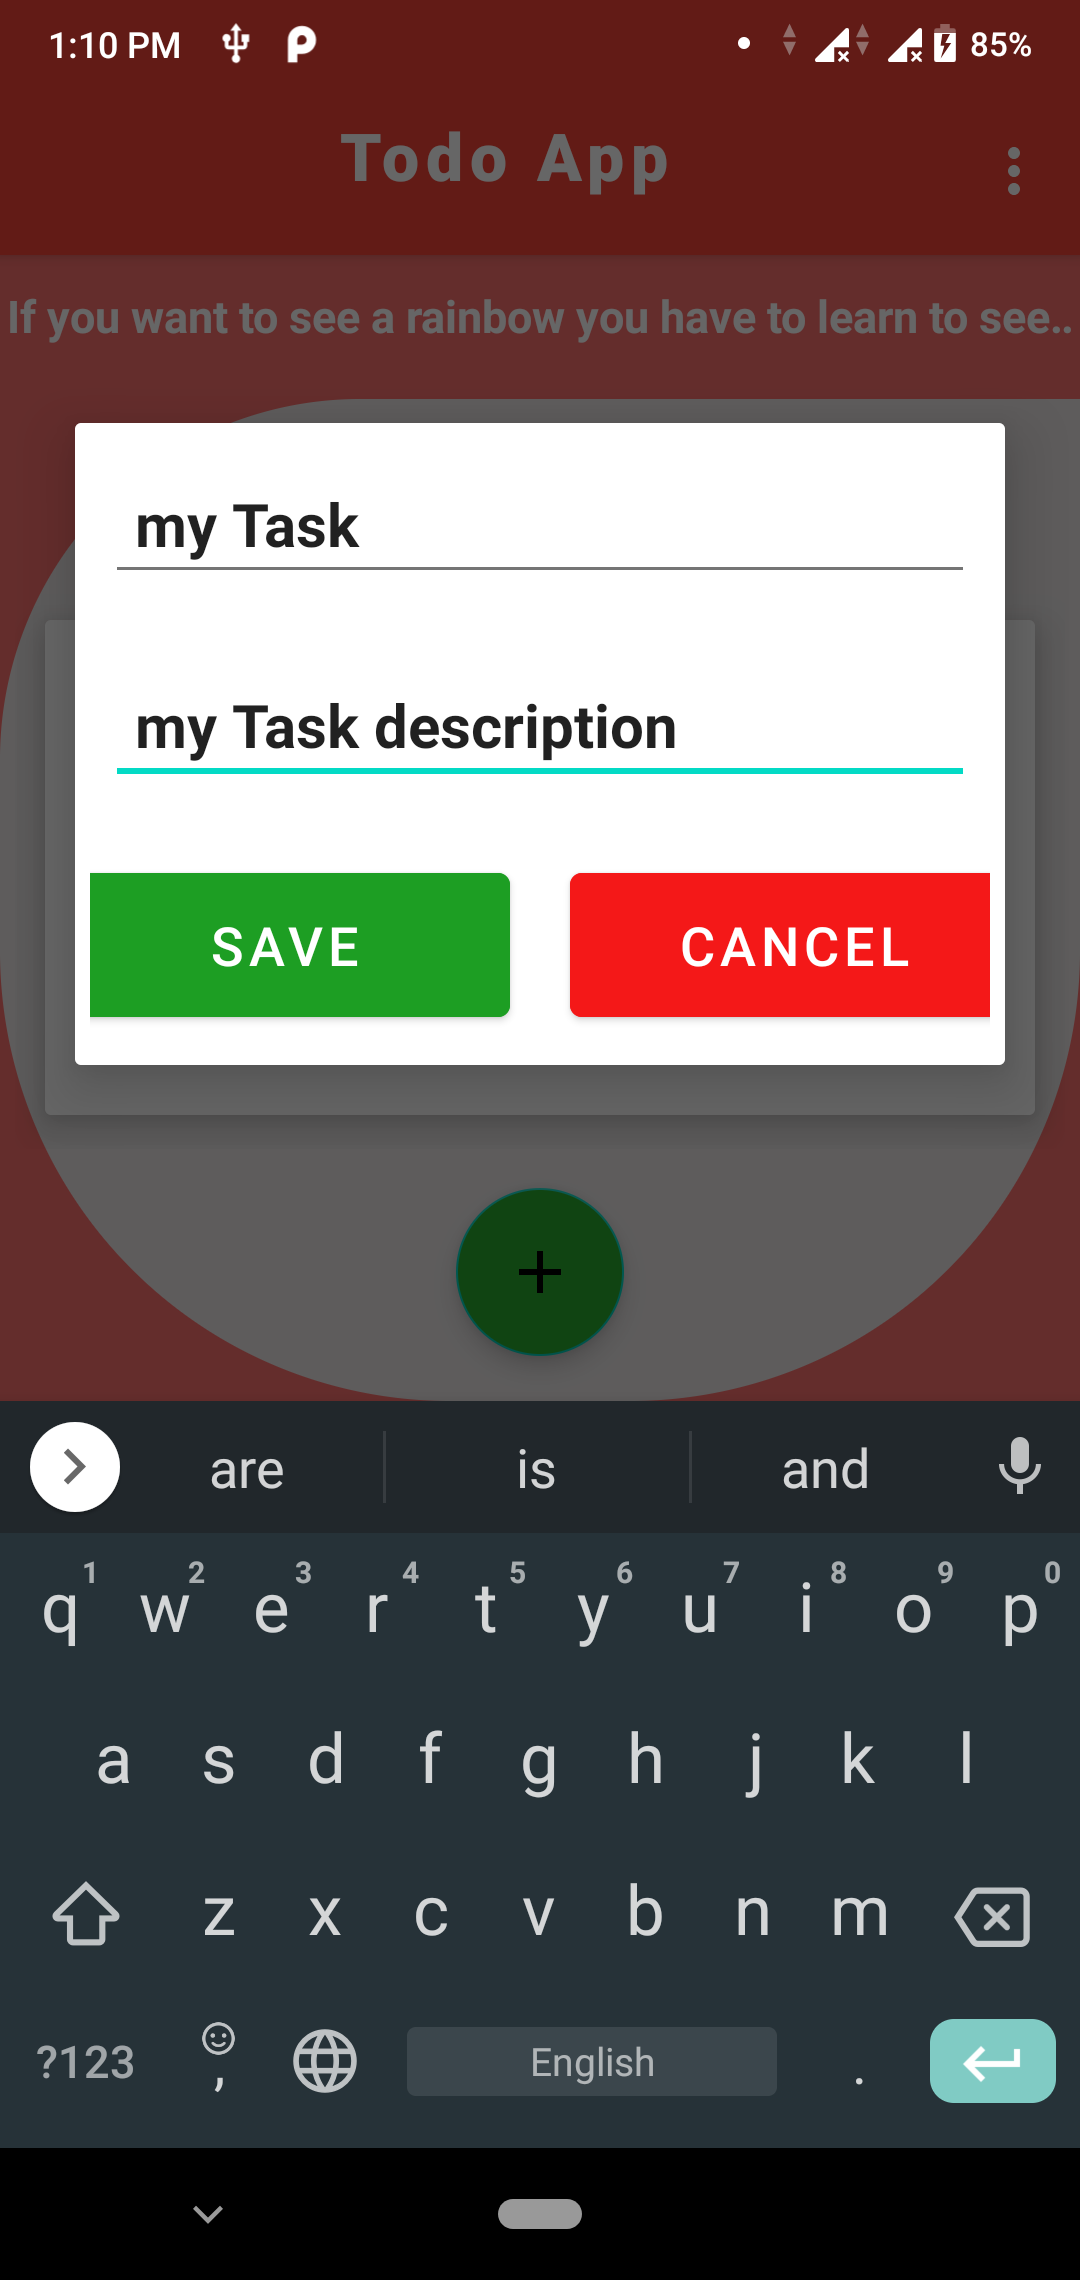 1:10 PM 85%
Todo App
If you want to see a rainbow you have to learn to see..
my Task
my Task description
SAVE CANCEL
are is and
1 2 3 4 5 6 7 8 9 0
q w e r t y u i o p
a s d f g h j k l
z x c v b n m
?123 , English .